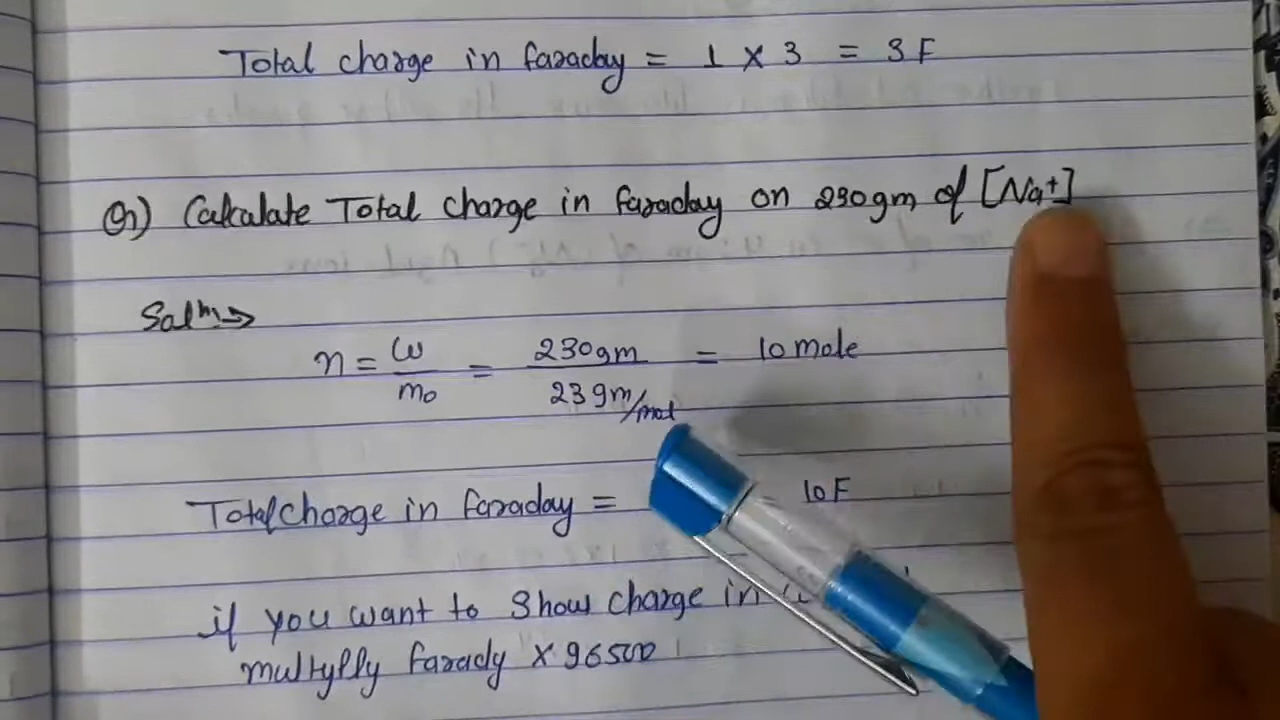 Total charge in faraday = 1 × 3 = 3 F
Q) Calculate Total charge in faraday on 230gm of [Na+]
Solⁿ→
n = w/m₀ = 230gm/23gm/mol = 10 mole
Total charge in faraday = 10F
if you want to show charge in
multyplly farady × 96500